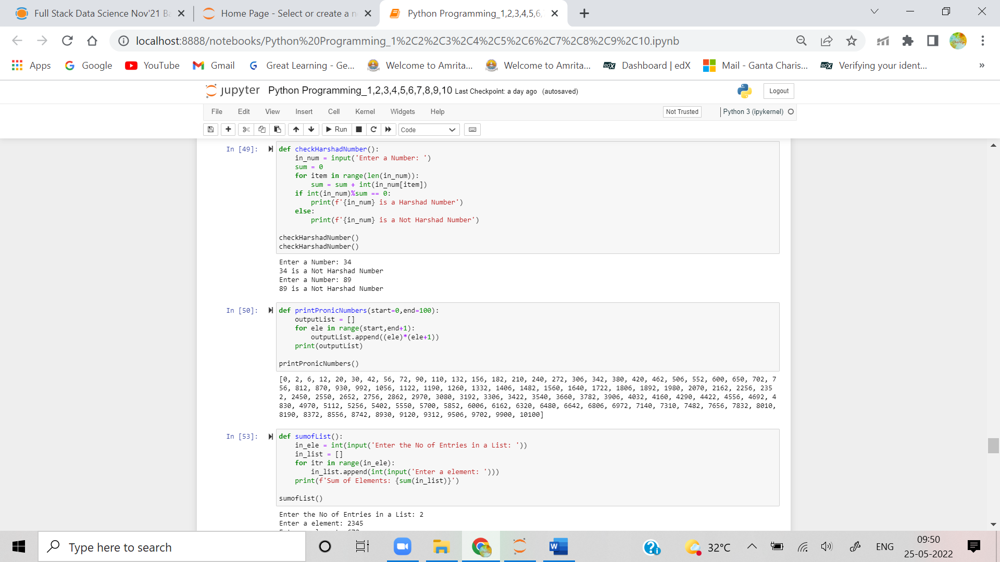 Full Stack Data Science Nov'21 Ba
Home Page - Select or create a n
Python Programming_1,2,3,4,5,6,
localhost:8888/notebooks/Python%20Programming_1%2C2%2C3%2C4%2C5%2C6%2C7%2C8%2C9%2C10.ipynb
Apps Google YouTube Gmail Great Learning - Ge... Welcome to Amrita... Welcome to Amrita... edX Dashboard | edX Mail - Ganta Charis... edX Verifying your ident... »
jupyter Python Programming_1,2,3,4,5,6,7,8,9,10 Last Checkpoint: a day ago (autosaved) Logout
File Edit View Insert Cell Kernel Widgets Help Not Trusted Python 3 (ipykernel)
Run Code
In [49]: def checkHarshadNumber():
in_num = input('Enter a Number: ')
sum = 0
for item in range(len(in_num)):
sum = sum + int(in_num[item])
if int(in_num)%sum == 0:
print(f'{in_num} is a Harshad Number')
else:
print(f'{in_num} is a Not Harshad Number')
checkHarshadNumber()
checkHarshadNumber()
Enter a Number: 34
34 is a Not Harshad Number
Enter a Number: 89
89 is a Not Harshad Number
In [50]: def printPronicNumbers(start=0,end=100):
outputList = []
for ele in range(start,end+1):
outputList.append((ele)*(ele+1))
print(outputList)
printPronicNumbers()
[0, 2, 6, 12, 20, 30, 42, 56, 72, 90, 110, 132, 156, 182, 210, 240, 272, 306, 342, 380, 420, 462, 506, 552, 600, 650, 702, 7
56, 812, 870, 930, 992, 1056, 1122, 1190, 1260, 1332, 1406, 1482, 1560, 1640, 1722, 1806, 1892, 1980, 2070, 2162, 2256, 235
2, 2450, 2550, 2652, 2756, 2862, 2970, 3080, 3192, 3306, 3422, 3540, 3660, 3782, 3906, 4032, 4160, 4290, 4422, 4556, 4692, 4
830, 4970, 5112, 5256, 5402, 5550, 5700, 5852, 6006, 6162, 6320, 6480, 6642, 6806, 6972, 7140, 7310, 7482, 7656, 7832, 8010,
8190, 8372, 8556, 8742, 8930, 9120, 9312, 9506, 9702, 9900, 10100]
In [53]: def sumofList():
in_ele = int(input('Enter the No of Entries in a List: '))
in_list = []
for itr in range(in_ele):
in_list.append(int(input('Enter a element: ')))
print(f'Sum of Elements: {sum(in_list)}')
sumofList()
Enter the No of Entries in a List: 2
Enter a element: 2345
Type here to search
32°C ENG 09:50
25-05-2022